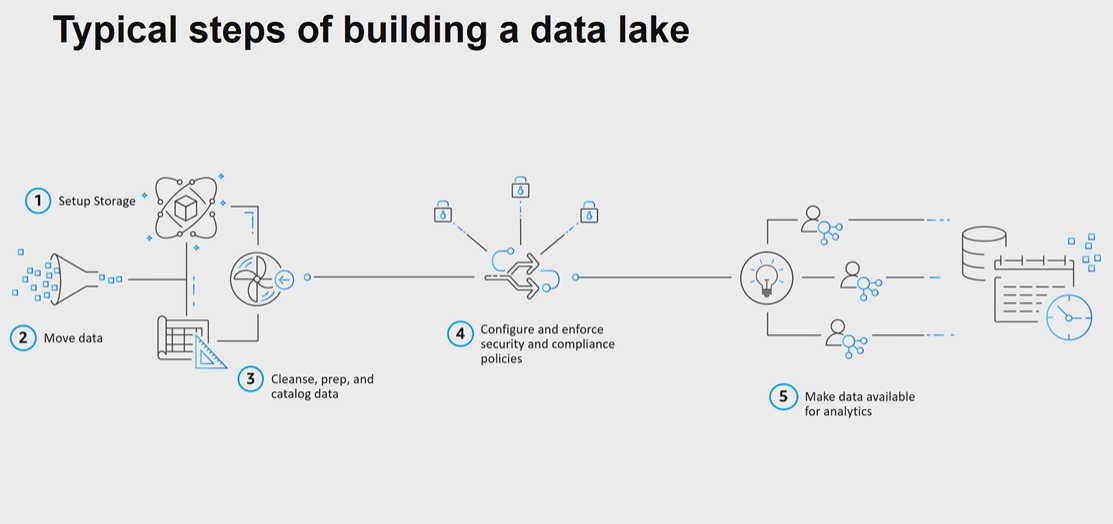 Typical steps of building a data lake
1 Setup Storage
2 Move data
3 Cleanse, prep, and
catalog data
4 Configure and enforce
security and compliance
policies
5 Make data available
for analytics